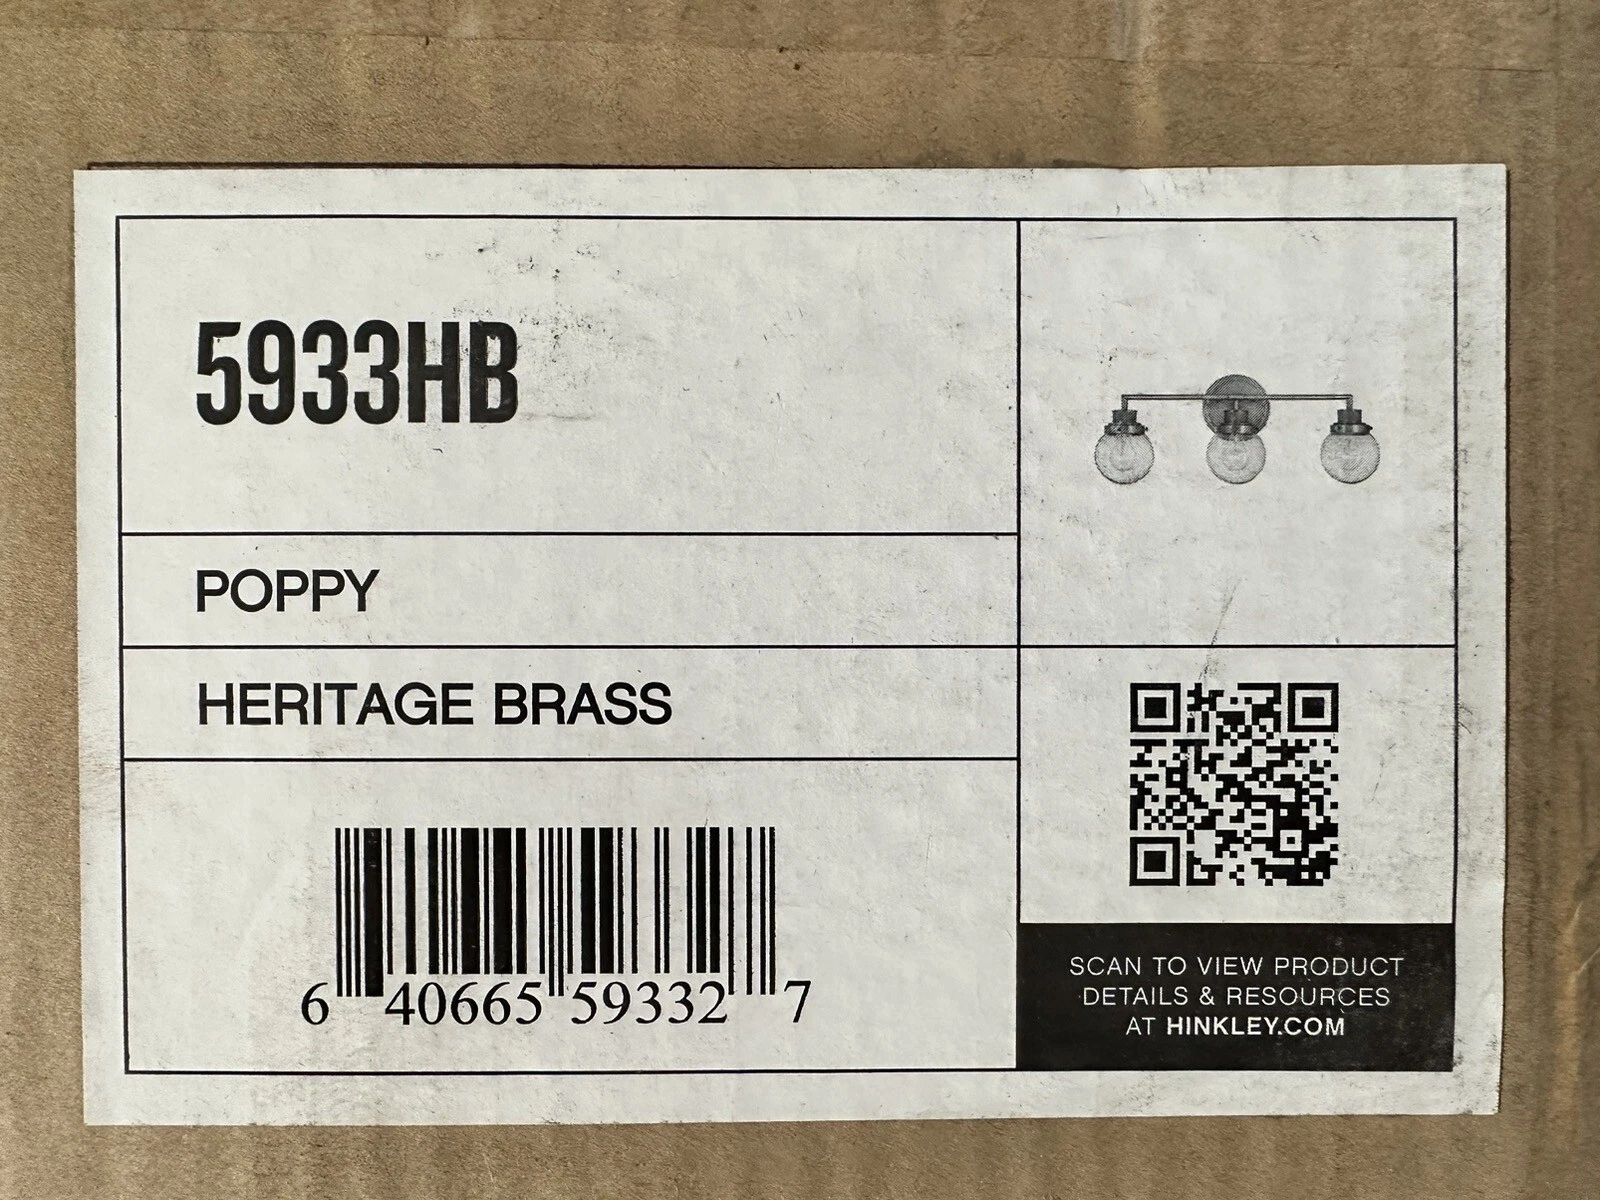 5933HB
POPPY
HERITAGE BRASS
6 40665 59332 7
SCAN TO VIEW PRODUCT
DETAILS & RESOURCES
AT HINKLEY.COM